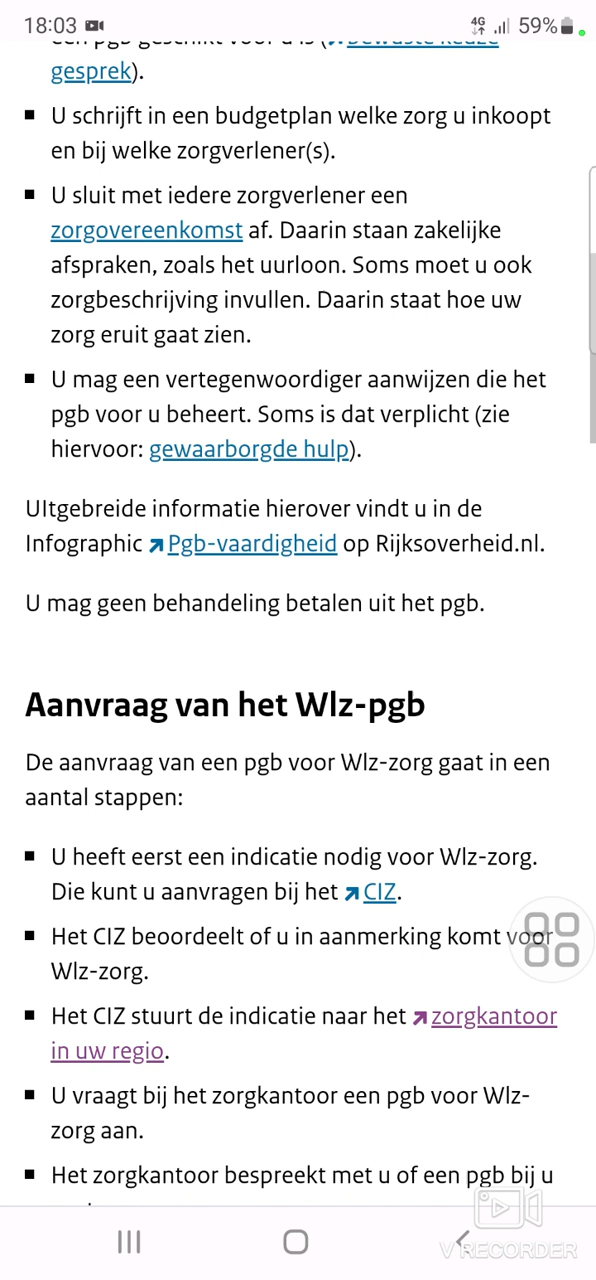 18:03 4G 59%
gesprek).
U schrijft in een budgetplan welke zorg u inkoopt
en bij welke zorgverlener(s).
U sluit met iedere zorgverlener een
zorgovereenkomst af. Daarin staan zakelijke
afspraken, zoals het uurloon. Soms moet u ook
zorgbeschrijving invullen. Daarin staat hoe uw
zorg eruit gaat zien.
U mag een vertegenwoordiger aanwijzen die het
pgb voor u beheert. Soms is dat verplicht (zie
hiervoor: gewaarborgde hulp).
UItgebreide informatie hierover vindt u in de
Infographic Pgb-vaardigheid op Rijksoverheid.nl.
U mag geen behandeling betalen uit het pgb.
Aanvraag van het Wlz-pgb
De aanvraag van een pgb voor Wlz-zorg gaat in een
aantal stappen:
U heeft eerst een indicatie nodig voor Wlz-zorg.
Die kunt u aanvragen bij het CIZ.
Het CIZ beoordeelt of u in aanmerking komt voor
Wlz-zorg.
Het CIZ stuurt de indicatie naar het zorgkantoor
in uw regio.
U vraagt bij het zorgkantoor een pgb voor Wlz-
zorg aan.
Het zorgkantoor bespreekt met u of een pgb bij u
V RECORDER